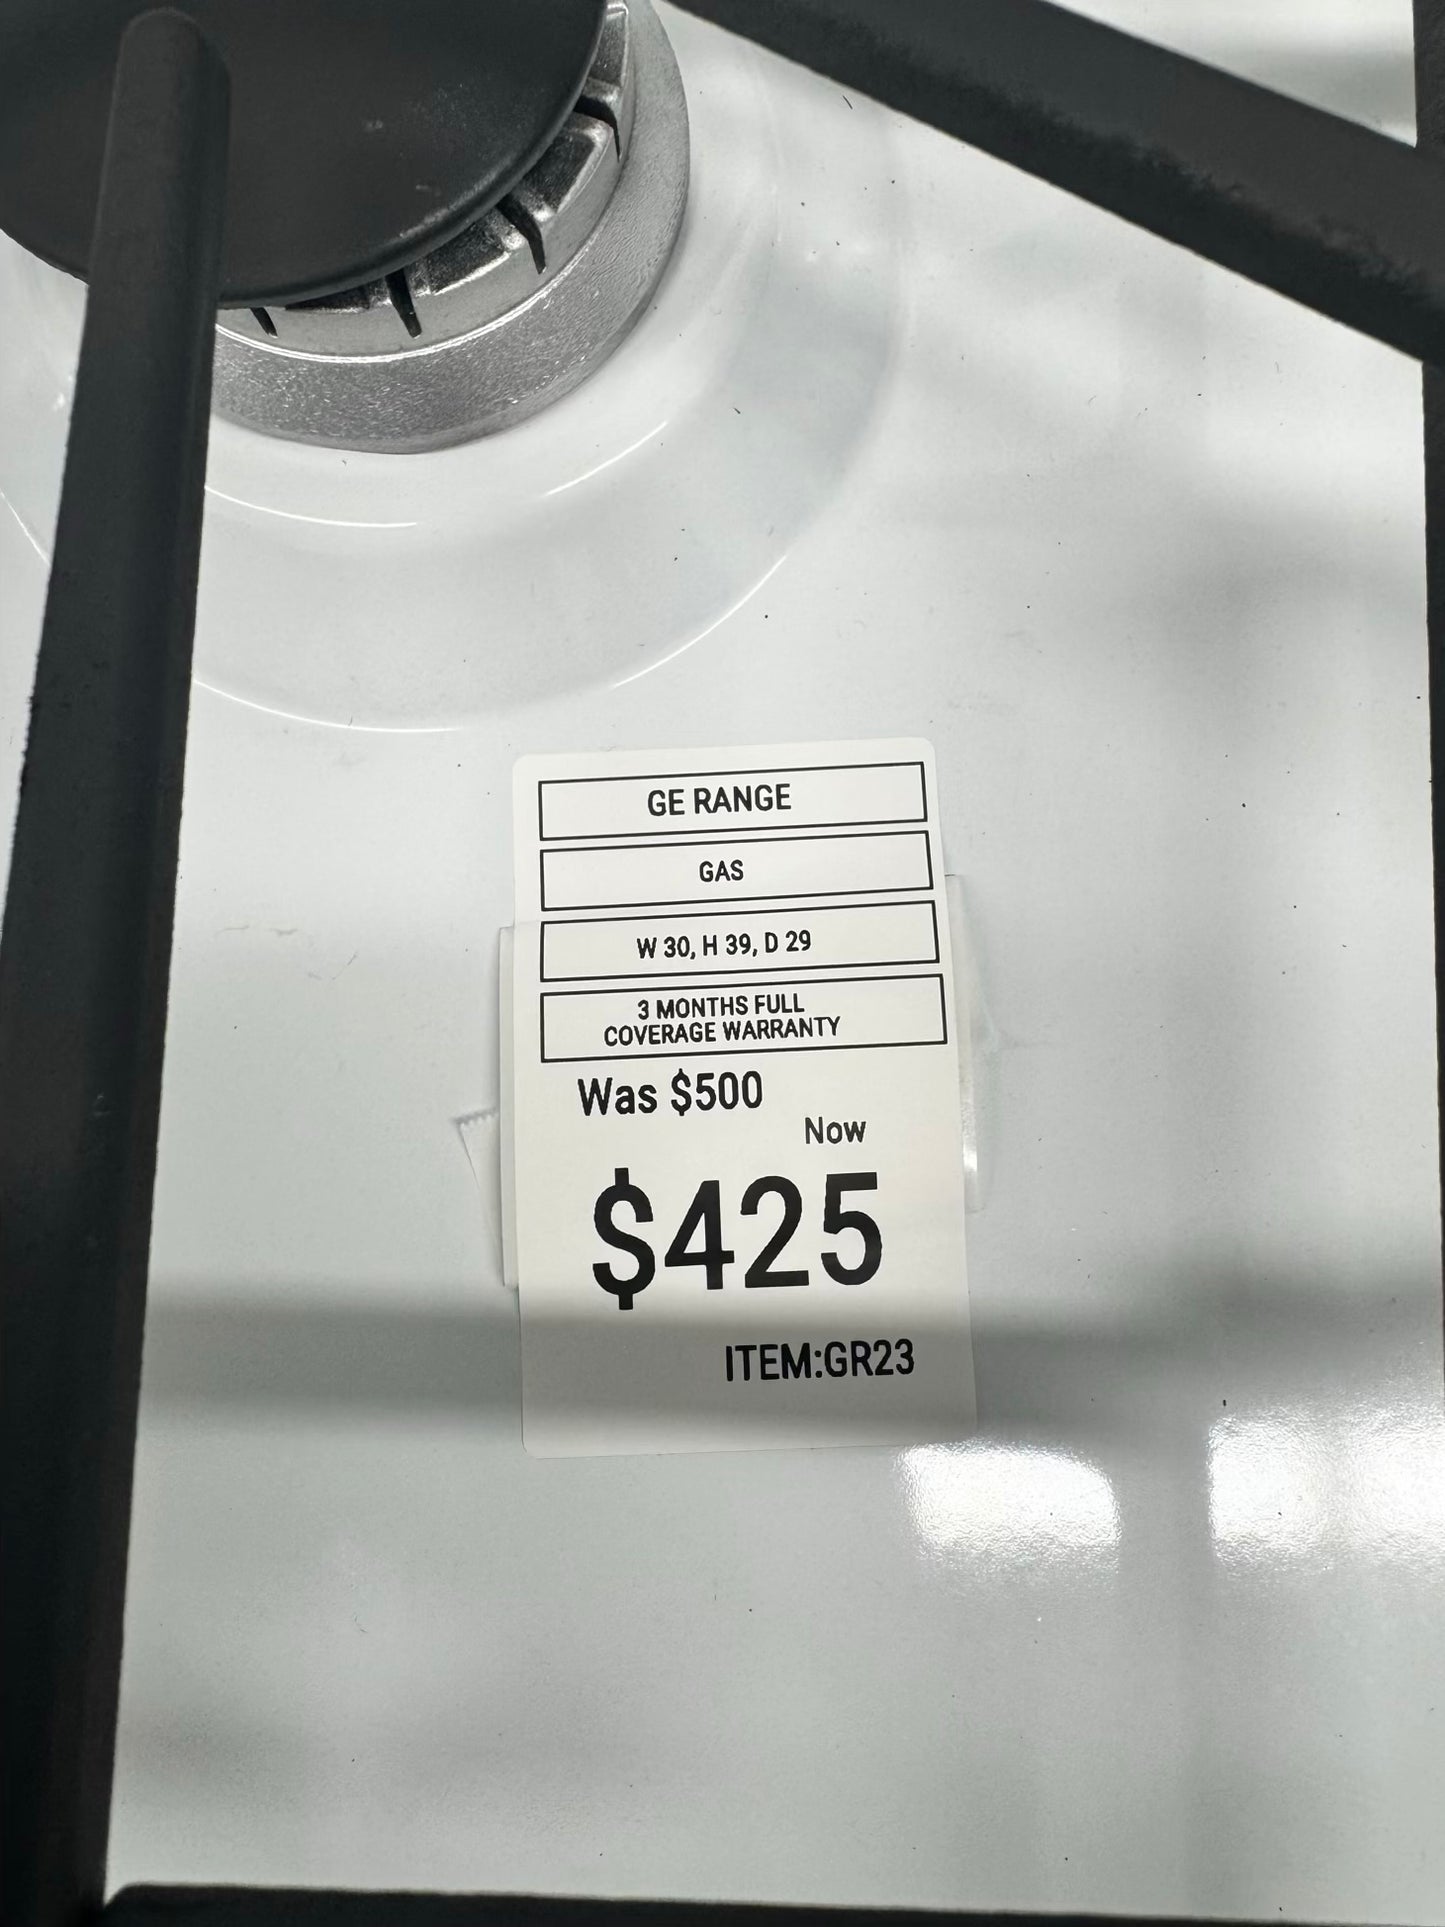 GE RANGE
GAS
W 30, H 39, D 29
3 MONTHS FULL
COVERAGE WARRANTY
Was $500
Now
$425
ITEM:GR23